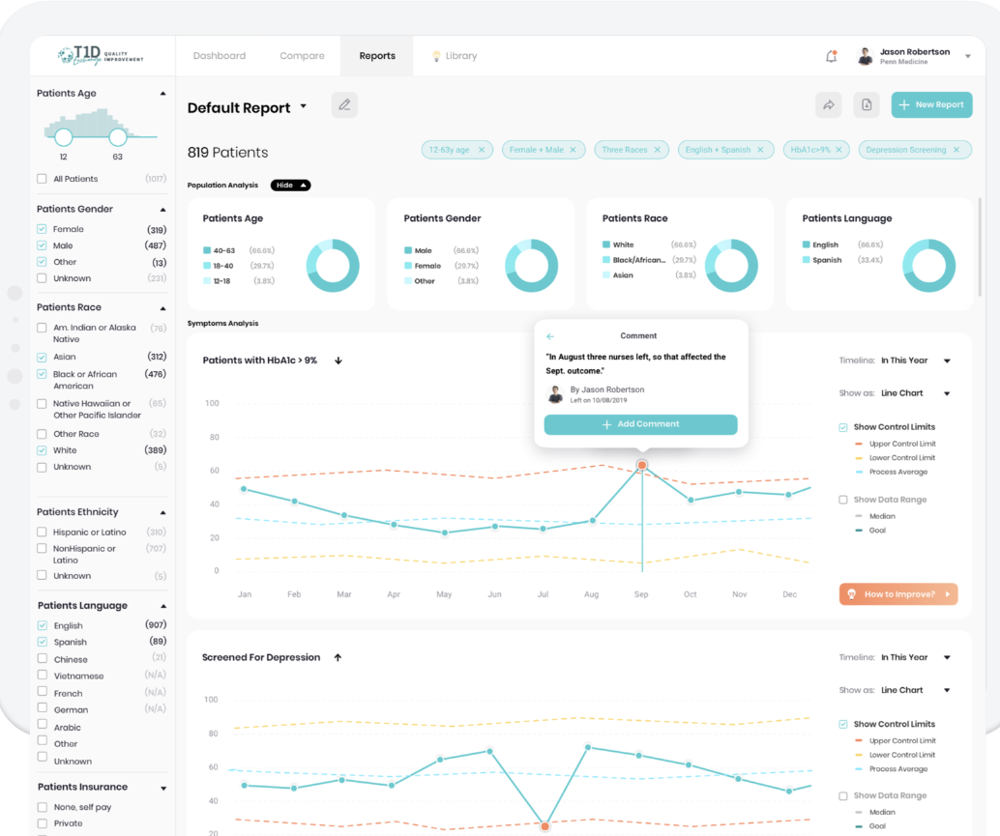 T1D QUALITY
Exchange IMPROVEMENT
Dashboard
Compare
Reports
Library
Jason Robertson
Penn Medicine
Patients Age
12
63
All Patients (1017)
Patients Gender
Female (319)
Male (487)
Other (13)
Unknown (231)
Patients Race
Am. Indian or Alaska (76)
Native
Asian (312)
Black or African (476)
American
Native Hawaiian or (65)
Other Pacific Islander
Other Race (32)
White (389)
Unknown (5)
Patients Ethnicity
Hispanic or Latino (310)
NonHispanic or (707)
Latino
Unknown (5)
Patients Language
English (907)
Spanish (89)
Chinese (21)
Vietnamese (N/A)
French (N/A)
German (N/A)
Arabic
Other
Unknown
Patients Insurance
None, self pay
Private
Default Report
+ New Report
819 Patients
12-63y age ×
Female + Male ×
Three Races ×
English + Spanish ×
HbA1c>9% ×
Depression Screening ×
Population Analysis
Hide
Patients Age
40-63 (66.6%)
18-40 (29.7%)
12-18 (3.8%)
Patients Gender
Male (66.6%)
Female (29.7%)
Other (3.8%)
Patients Race
White (66.6%)
Black/African... (29.7%)
Asian (3.8%)
Patients Language
English (66.6%)
Spanish (33.4%)
Symptoms Analysis
Patients with HbA1c > 9% ↓
Comment
"In August three nurses left, so that affected the
Sept. outcome."
By Jason Robertson
Left on 10/08/2019
+ Add Comment
100
80
60
40
20
0
Jan
Feb
Mar
Apr
May
Jun
Jul
Aug
Sep
Oct
Nov
Dec
Timeline: In This Year
Show as: Line Chart
Show Control Limits
Upper Control Limit
Lower Control Limit
Process Average
Show Data Range
Median
Goal
How to Improve?
Screened For Depression ↑
100
80
60
40
20
Timeline: In This Year
Show as: Line Chart
Show Control Limits
Upper Control Limit
Lower Control Limit
Process Average
Show Data Range
Median
Goal